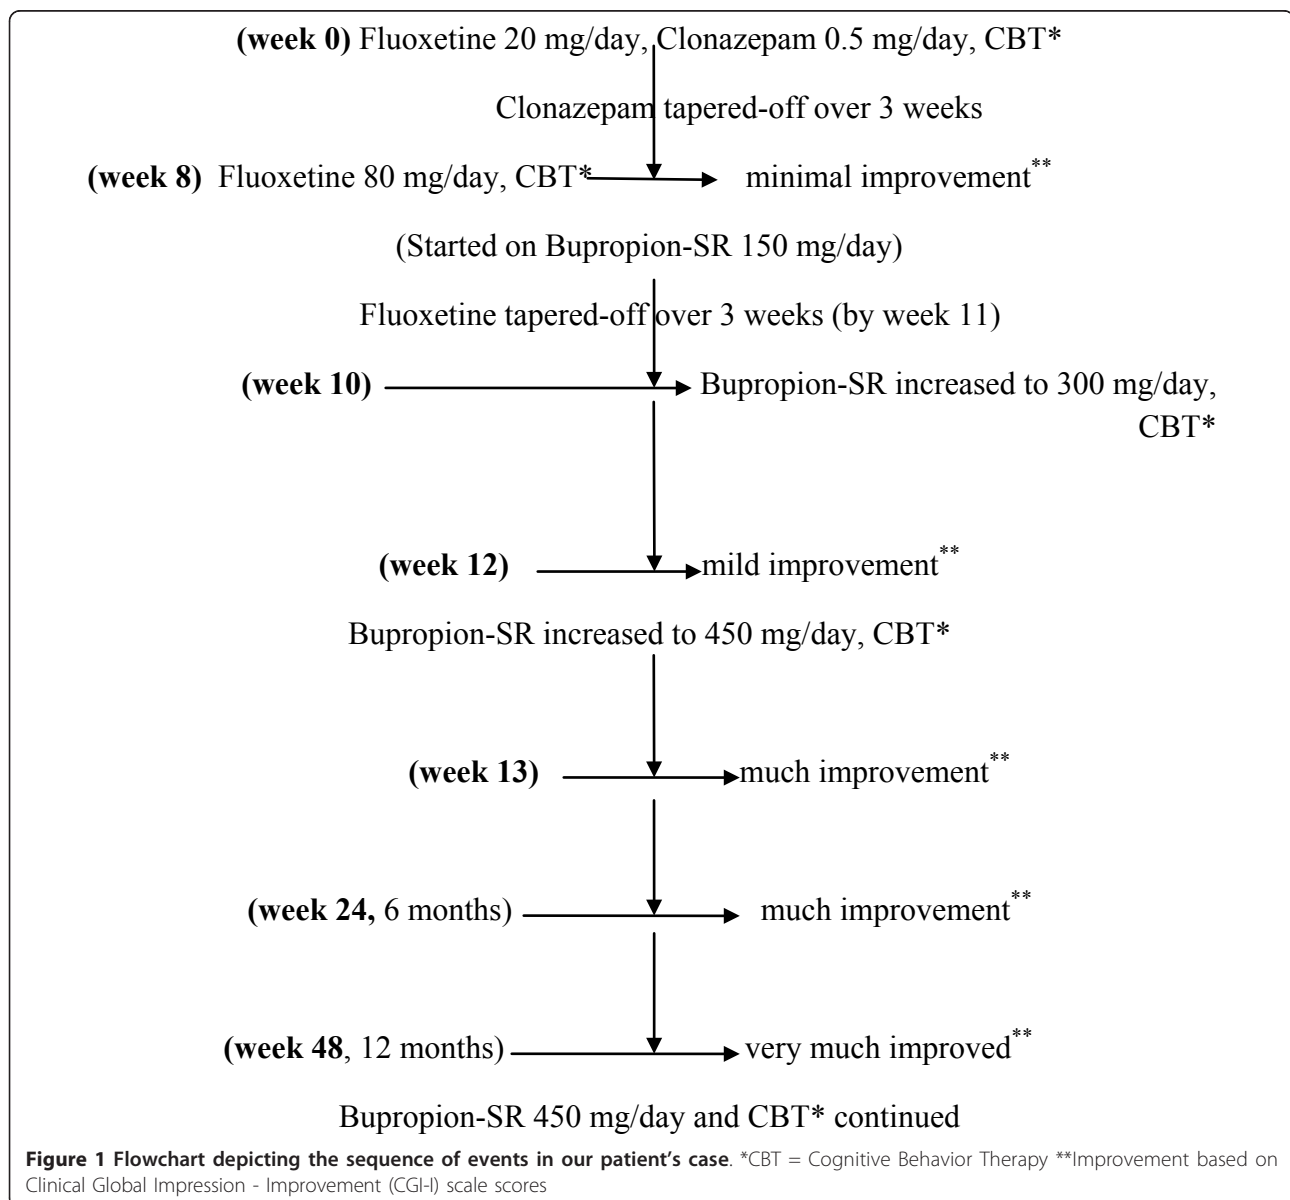 (week 0) Fluoxetine 20 mg/day, Clonazepam 0.5 mg/day, CBT*
Clonazepam tapered-off over 3 weeks
(week 8) Fluoxetine 80 mg/day, CBT* minimal improvement**
(Started on Bupropion-SR 150 mg/day)
Fluoxetine tapered-off over 3 weeks (by week 11)
(week 10) Bupropion-SR increased to 300 mg/day,
CBT*
(week 12) mild improvement**
Bupropion-SR increased to 450 mg/day, CBT*
(week 13) much improvement**
(week 24, 6 months) much improvement**
(week 48, 12 months) very much improved**
Bupropion-SR 450 mg/day and CBT* continued
Figure 1 Flowchart depicting the sequence of events in our patient's case. *CBT = Cognitive Behavior Therapy **Improvement based on
Clinical Global Impression - Improvement (CGI-I) scale scores